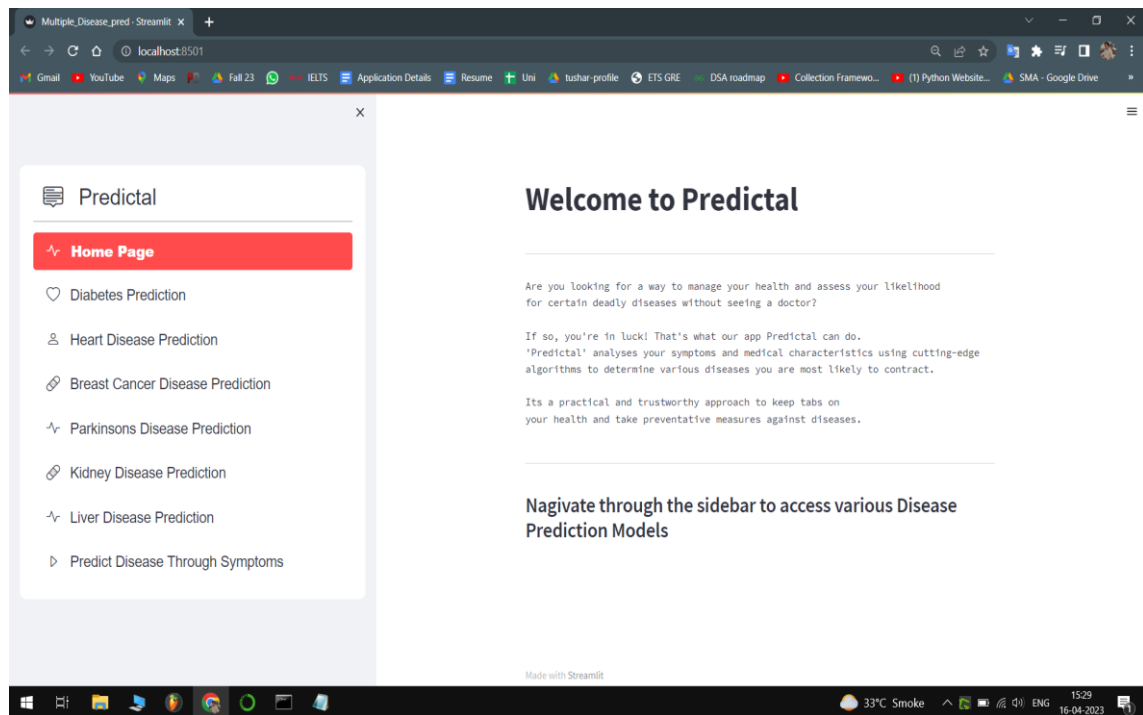 Multiple_Disease_pred · Streamlit
localhost:8501
Gmail YouTube Maps Fall 23 IELTS Application Details Resume Uni tushar-profile ETS GRE DSA roadmap Collection Framewo... (1) Python Website... SMA - Google Drive »
Predictal
Home Page
Diabetes Prediction
Heart Disease Prediction
Breast Cancer Disease Prediction
Parkinsons Disease Prediction
Kidney Disease Prediction
Liver Disease Prediction
Predict Disease Through Symptoms
Welcome to Predictal
Are you looking for a way to manage your health and assess your likelihood
for certain deadly diseases without seeing a doctor?
If so, you're in luck! That's what our app Predictal can do.
'Predictal' analyses your symptoms and medical characteristics using cutting-edge
algorithms to determine various diseases you are most likely to contract.
Its a practical and trustworthy approach to keep tabs on
your health and take preventative measures against diseases.
Nagivate through the sidebar to access various Disease
Prediction Models
Made with Streamlit
33°C Smoke ENG
15:29
16-04-2023